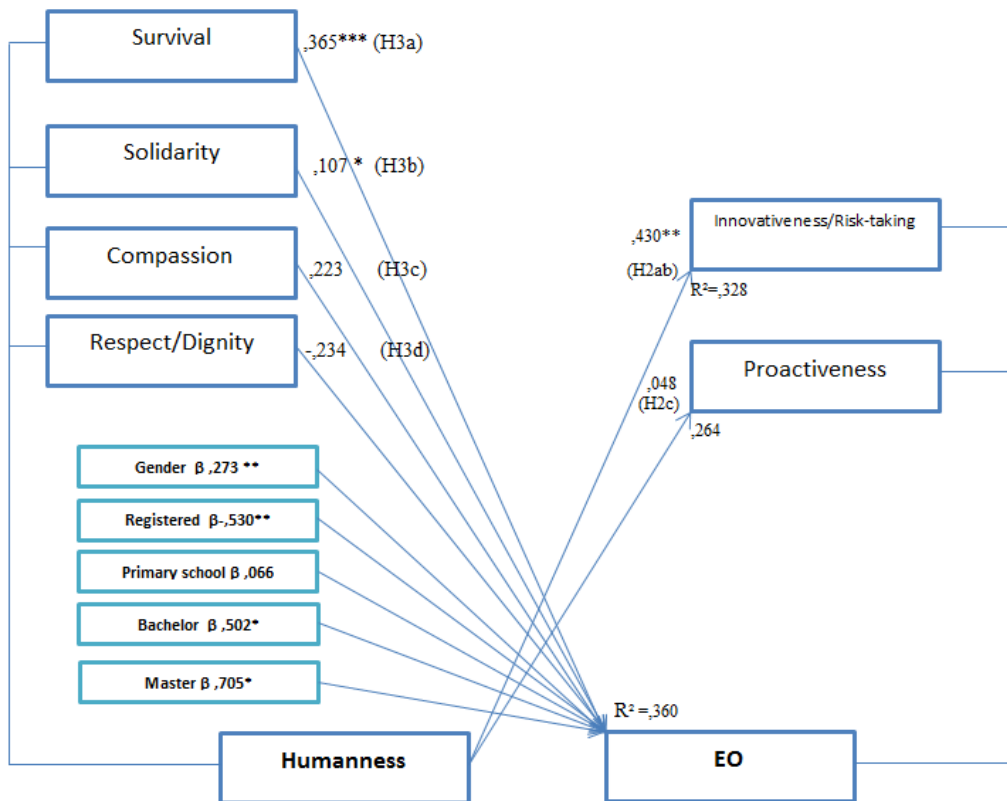 Survival
,365*** (H3a)
Solidarity
,107 * (H3b)
Compassion
,223 (H3c)
Respect/Dignity
-,234 (H3d)
Innovativeness/Risk-taking
,430**
(H2ab)
R²=,328
Proactiveness
,048
(H2c)
,264
Gender β ,273 **
Registered β-,530**
Primary school β ,066
Bachelor β ,502*
Master β ,705*
R² =,360
Humanness
EO